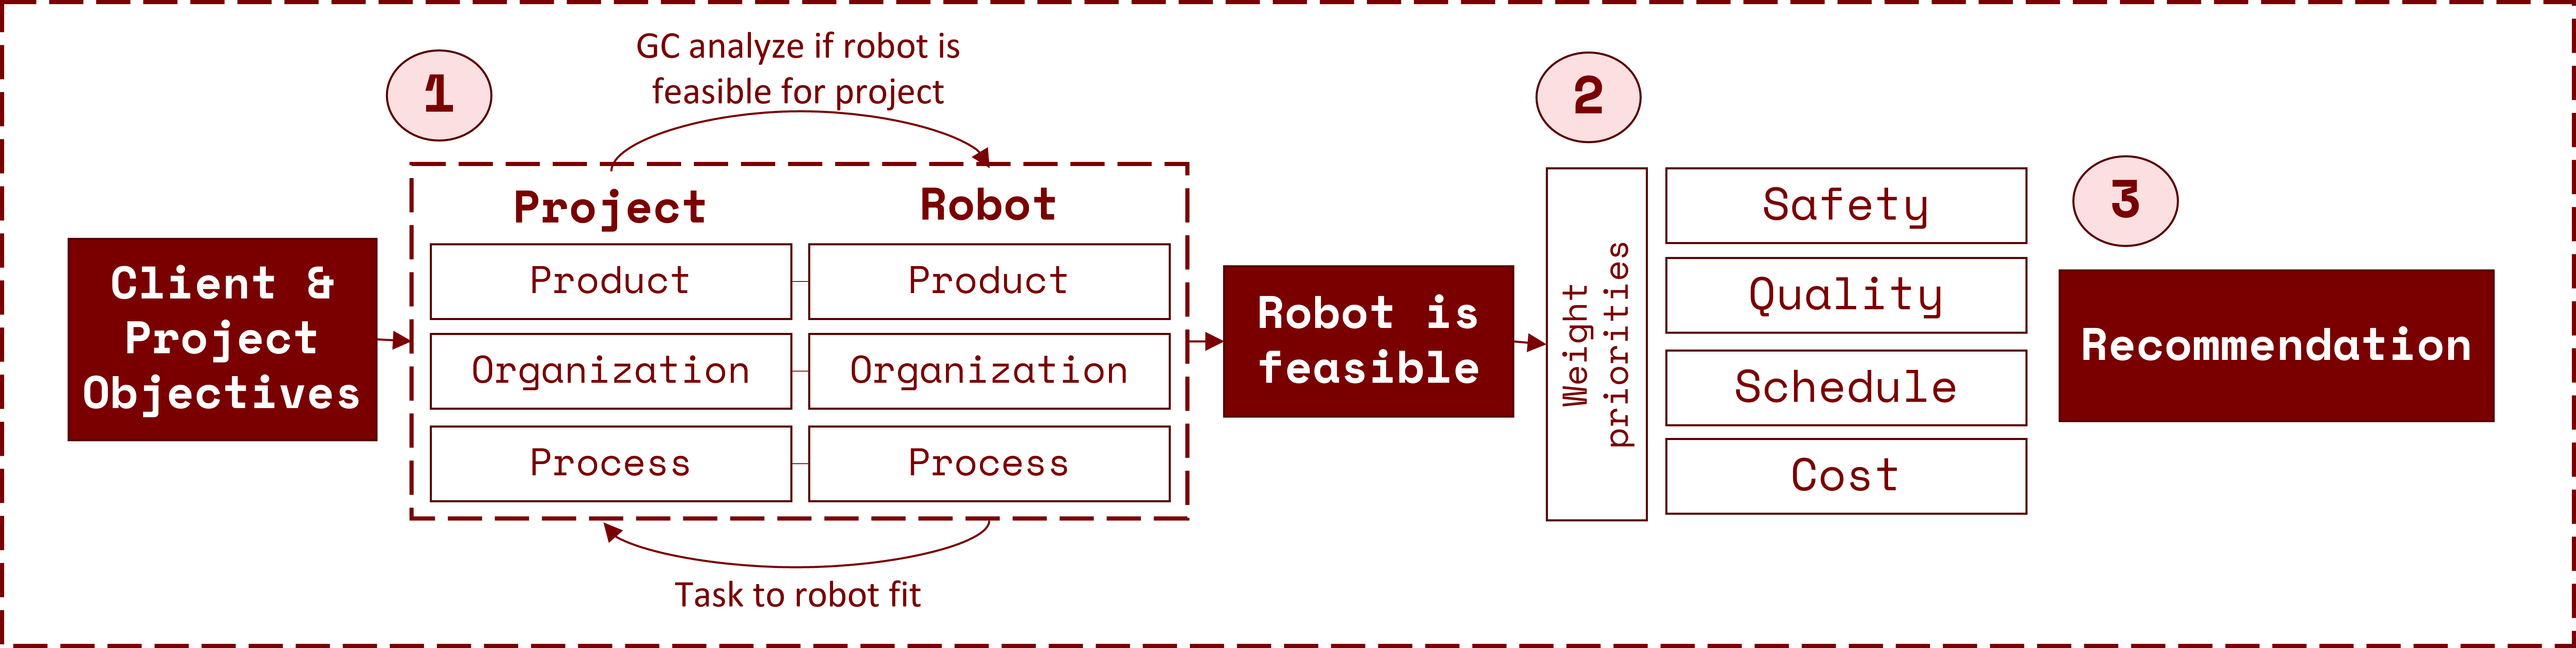 1
GC analyze if robot is
feasible for project
2
3
Client &
Project
Objectives
Project
Robot
Product
Product
Organization
Organization
Process
Process
Task to robot fit
Robot is
feasible
Weight
priorities
Safety
Quality
Schedule
Cost
Recommendation